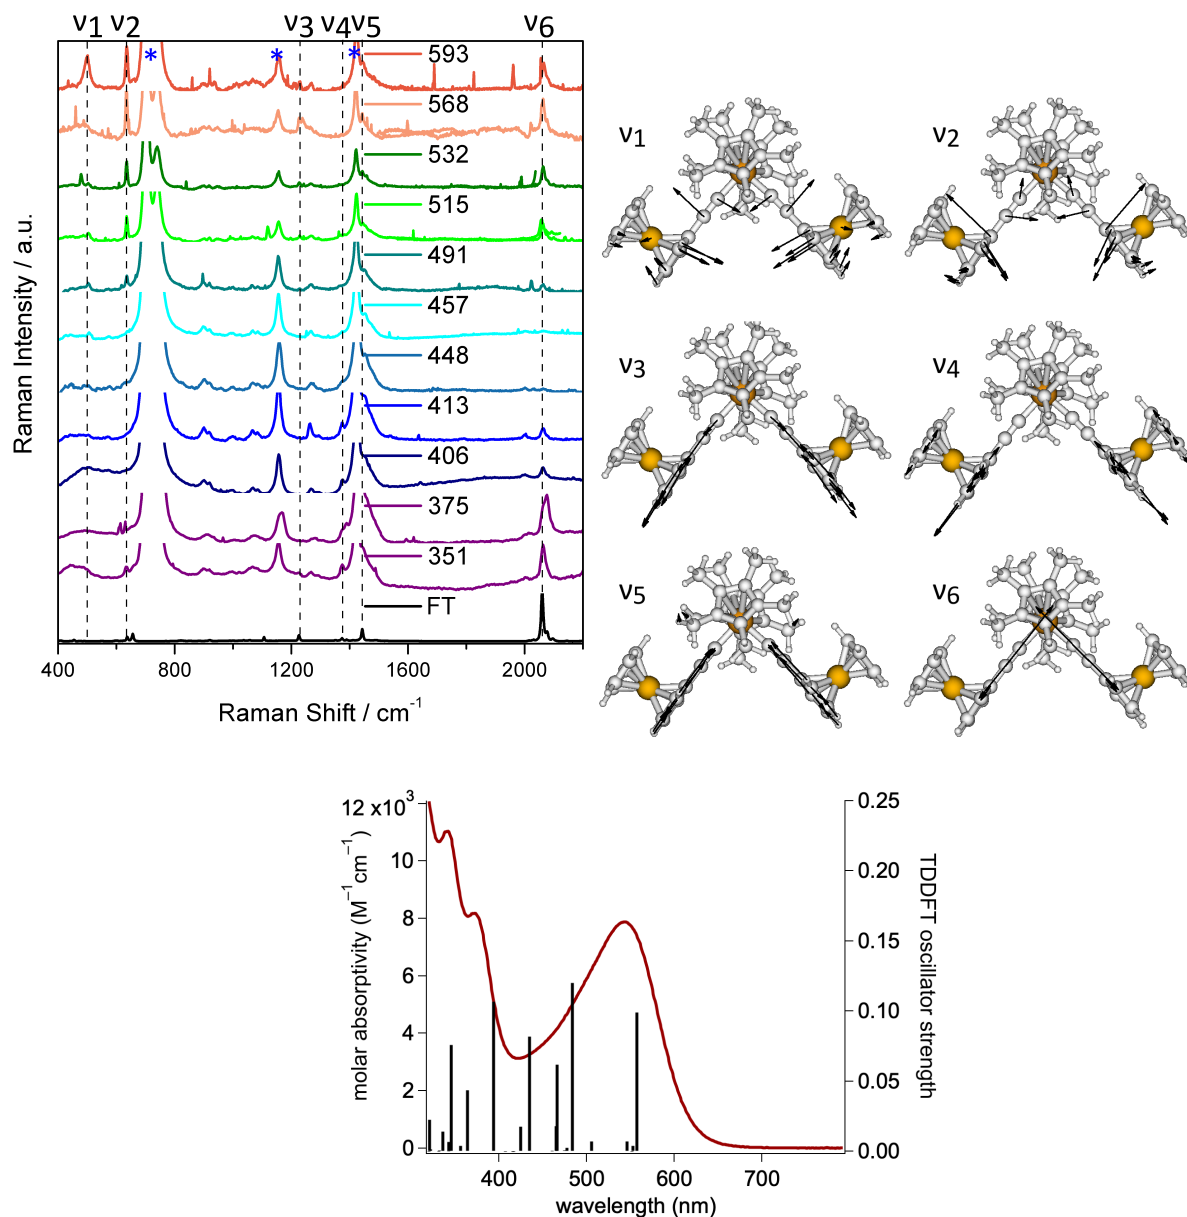 ν1 ν2 ν3 ν4 ν5 ν6
* * *
593
568
532
515
491
457
448
413
406
375
351
FT
400 800 1200 1600 2000
Raman Shift / cm-1
Raman Intensity / a.u.
ν1 ν2
ν3 ν4
ν5 ν6
12 x10³
10
8
6
4
2
0
molar absorptivity (M⁻¹cm⁻¹)
0.25
0.20
0.15
0.10
0.05
0.00
TDDFT oscillator strength
400 500 600 700
wavelength (nm)